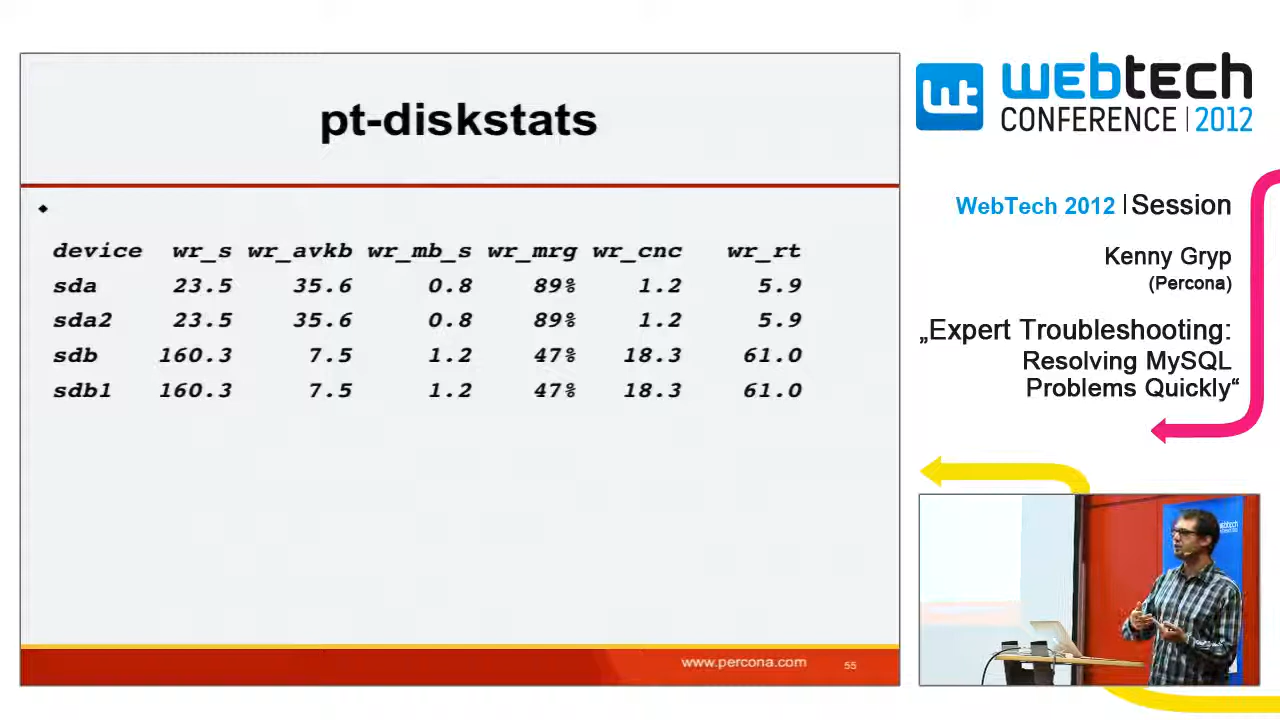 pt-diskstats
device wr_s wr_avkb wr_mb_s wr_mrg wr_cnc wr_rt
sda 23.5 35.6 0.8 89% 1.2 5.9
sda2 23.5 35.6 0.8 89% 1.2 5.9
sdb 160.3 7.5 1.2 47% 18.3 61.0
sdb1 160.3 7.5 1.2 47% 18.3 61.0
www.percona.com 55
wt webtech
CONFERENCE | 2012
WebTech 2012 | Session
Kenny Gryp
(Percona)
„Expert Troubleshooting:
Resolving MySQL
Problems Quickly“
webtech